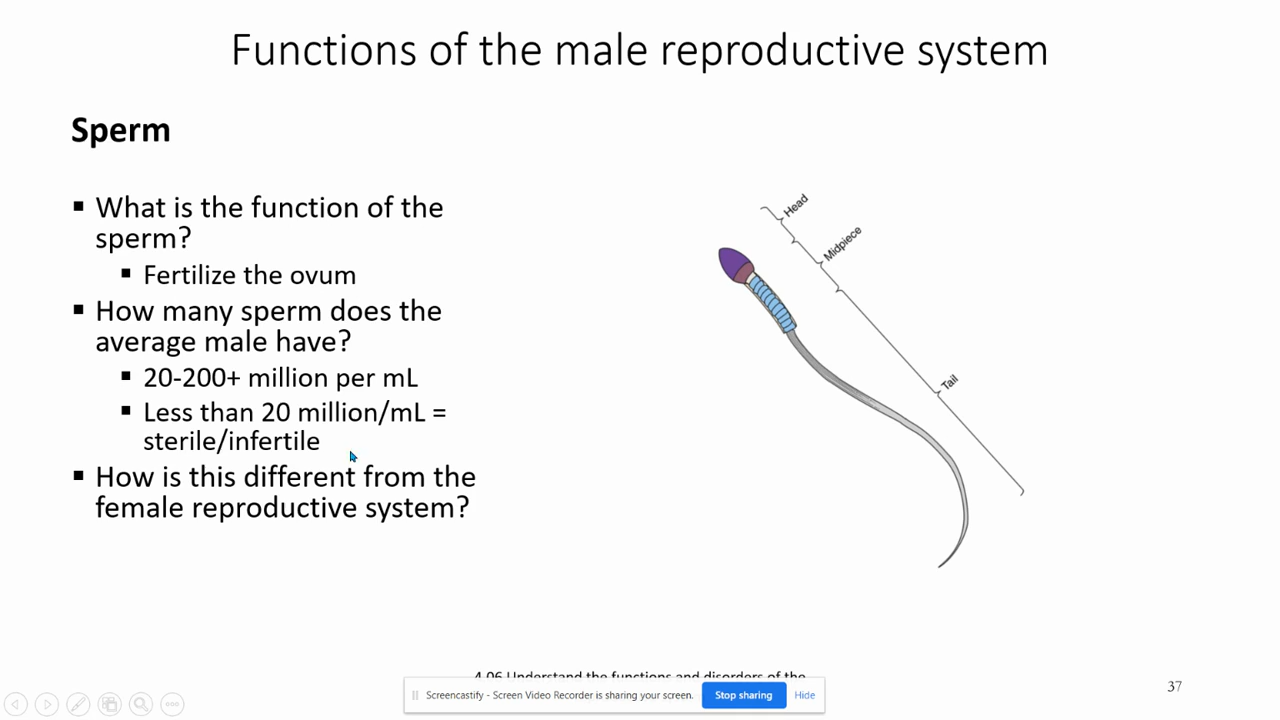 Functions of the male reproductive system
Sperm
▪ What is the function of the
sperm?
▪ Fertilize the ovum
▪ How many sperm does the
average male have?
▪ 20-200+ million per mL
▪ Less than 20 million/mL =
sterile/infertile
▪ How is this different from the
female reproductive system?
Head
Midpiece
Tail
4.06 Understand the functions and disorders of the
Screencastify - Screen Video Recorder is sharing your screen.
Stop sharing
Hide
37